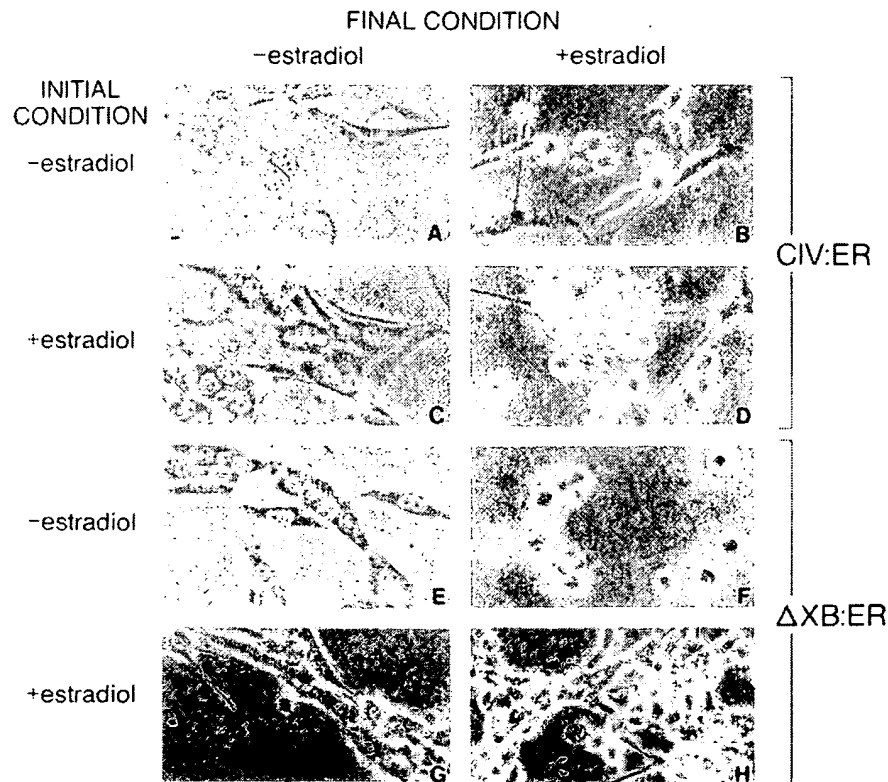 FINAL CONDITION
−estradiol +estradiol
INITIAL
CONDITION
−estradiol
A B
CIV:ER
+estradiol
C D
−estradiol
E F
ΔXB:ER
+estradiol
G H